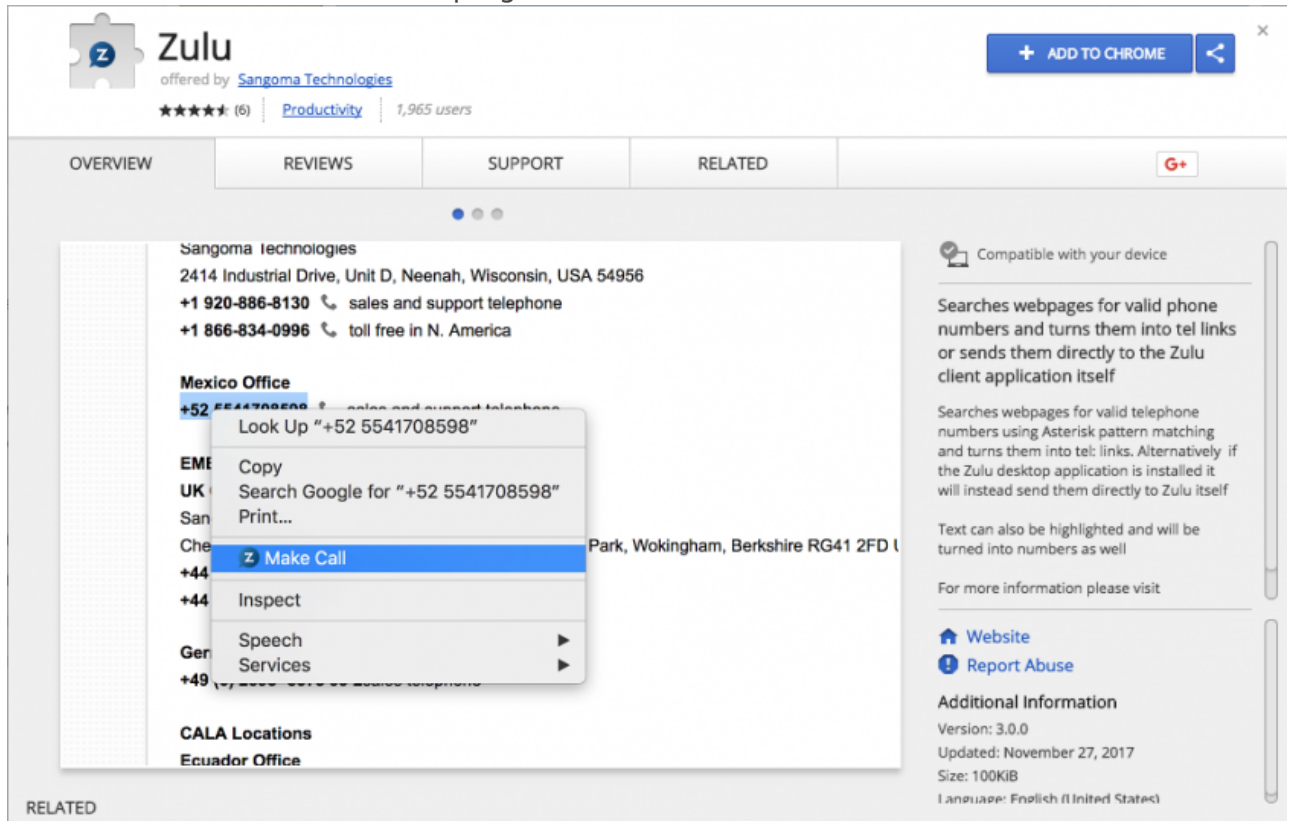 Zulu
offered by Sangoma Technologies
(6) Productivity 1,965 users
+ ADD TO CHROME
OVERVIEW REVIEWS SUPPORT RELATED G+
Sangoma Technologies
2414 Industrial Drive, Unit D, Neenah, Wisconsin, USA 54956
+1 920-886-8130 sales and support telephone
+1 866-834-0996 toll free in N. America
Mexico Office
+52 5541708598 sales and support telephone
Look Up "+52 5541708598"
Copy
Search Google for "+52 5541708598"
Print...
Make Call
Inspect
Speech
Services
UK
Park, Wokingham, Berkshire RG41 2FD
+44
+44
+49
CALA Locations
Ecuador Office
Compatible with your device
Searches webpages for valid phone
numbers and turns them into tel links
or sends them directly to the Zulu
client application itself
Searches webpages for valid telephone
numbers using Asterisk pattern matching
and turns them into tel: links. Alternatively if
the Zulu desktop application is installed it
will instead send them directly to Zulu itself
Text can also be highlighted and will be
turned into numbers as well
For more information please visit
Website
Report Abuse
Additional Information
Version: 3.0.0
Updated: November 27, 2017
Size: 100KiB
Language: English (United States)
RELATED